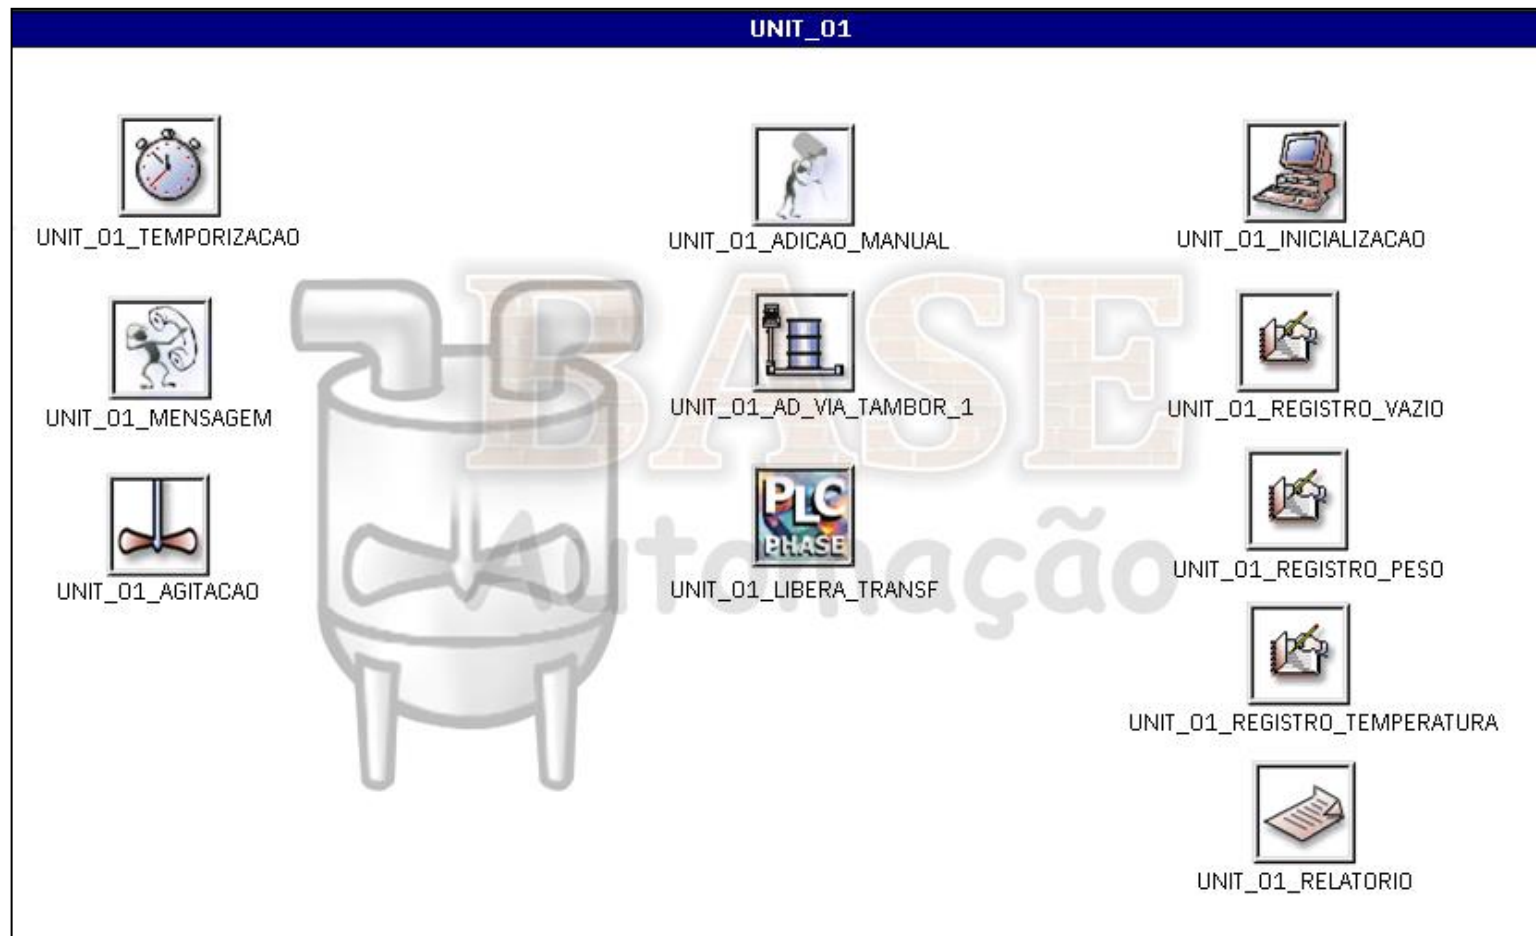 UNIT_01
UNIT_01_TEMPORIZACAO
UNIT_01_ADICAO_MANUAL
UNIT_01_INICIALIZACAO
UNIT_01_MENSAGEM
UNIT_01_AD_VIA_TAMBOR_1
UNIT_01_REGISTRO_VAZIO
UNIT_01_AGITACAO
PLC
PHASE
UNIT_01_LIBERA_TRANSF
UNIT_01_REGISTRO_PESO
UNIT_01_REGISTRO_TEMPERATURA
UNIT_01_RELATORIO
BASE
Automação